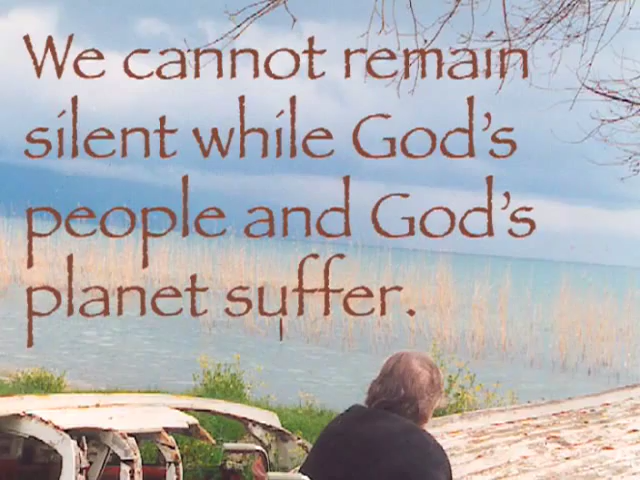 We cannot remain
silent while God's
people and God's
planet suffer.